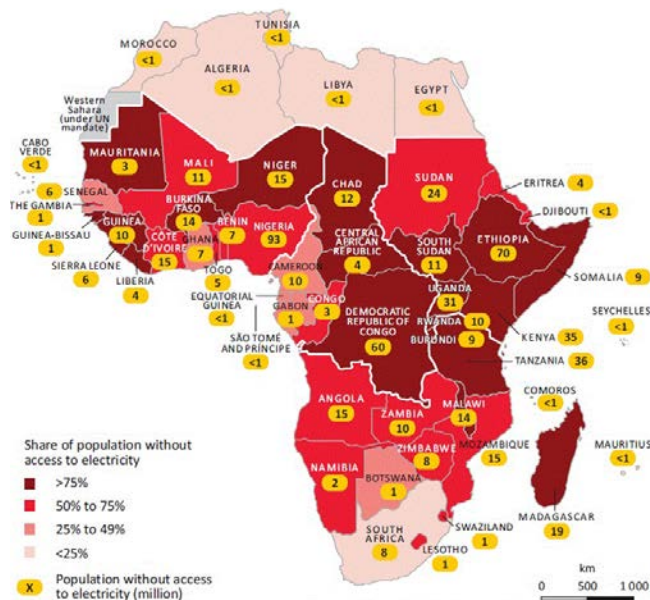 MOROCCO
<1
TUNISIA
<1
ALGERIA
<1
LIBYA
<1
EGYPT
<1
Western
Sahara
(under UN
mandate)
CABO
VERDE
<1
MAURITANIA
3
MALI
11
NIGER
15
CHAD
12
SUDAN
24
ERITREA 4
DJIBOUTI <1
6 SENEGAL
THE GAMBIA
1
GUINEA-BISSAU
1
GUINEA
10
SIERRA LEONE
6
LIBERIA
4
CÔTE
D'IVOIRE
15
BURKINA
FASO
14
GHANA
7
TOGO
5
BENIN
7
NIGERIA
93
CAMEROON
10
CENTRAL
AFRICAN
REPUBLIC
4
SOUTH
SUDAN
11
ETHIOPIA
70
SOMALIA 9
EQUATORIAL
GUINEA
<1
GABON
1
CONGO
3
SÃO TOMÉ
AND PRÍNCIPE
<1
DEMOCRATIC
REPUBLIC OF
CONGO
60
UGANDA
31
RWANDA 10
BURUNDI 9
KENYA 35
TANZANIA 36
SEYCHELLES
<1
COMOROS
<1
ANGOLA
15
ZAMBIA
10
MALAWI
14
MOZAMBIQUE
15
ZIMBABWE
8
NAMIBIA
2
BOTSWANA
1
MAURITIUS
<1
MADAGASCAR
19
SWAZILAND
1
SOUTH
AFRICA
8
LESOTHO
1
Share of population without
access to electricity
>75%
50% to 75%
25% to 49%
<25%
X Population without access
to electricity (million)
km
0 500 1 000